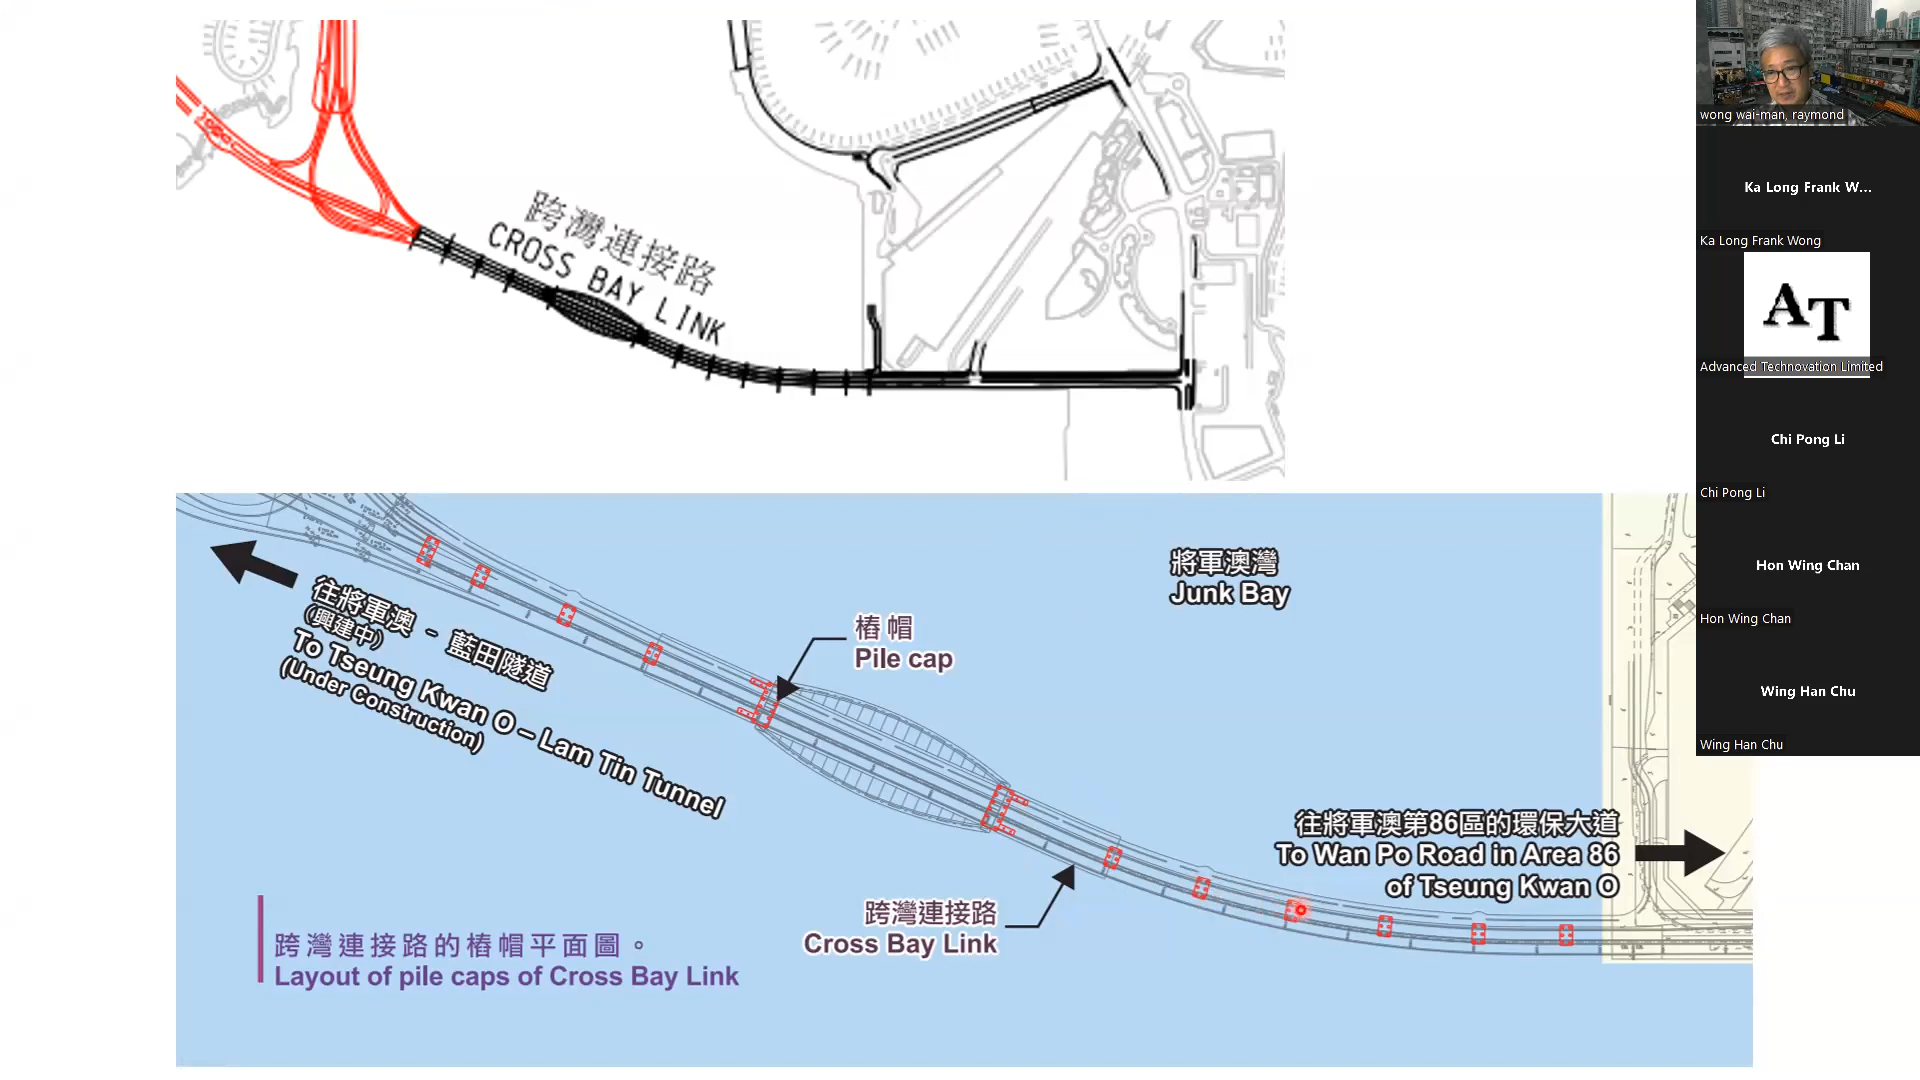 跨灣連接路
CROSS BAY LINK
將軍澳灣
Junk Bay
往將軍澳 - 藍田隧道
(興建中)
To Tseung Kwan O – Lam Tin Tunnel
(Under Construction)
樁帽
Pile cap
往將軍澳第86區的環保大道
To Wan Po Road in Area 86
of Tseung Kwan O
跨灣連接路
Cross Bay Link
跨灣連接路的樁帽平面圖。
Layout of pile caps of Cross Bay Link
wong wai-man, raymond
Ka Long Frank W...
Ka Long Frank Wong
AT
Advanced Technovation Limited
Chi Pong Li
Chi Pong Li
Hon Wing Chan
Hon Wing Chan
Wing Han Chu
Wing Han Chu